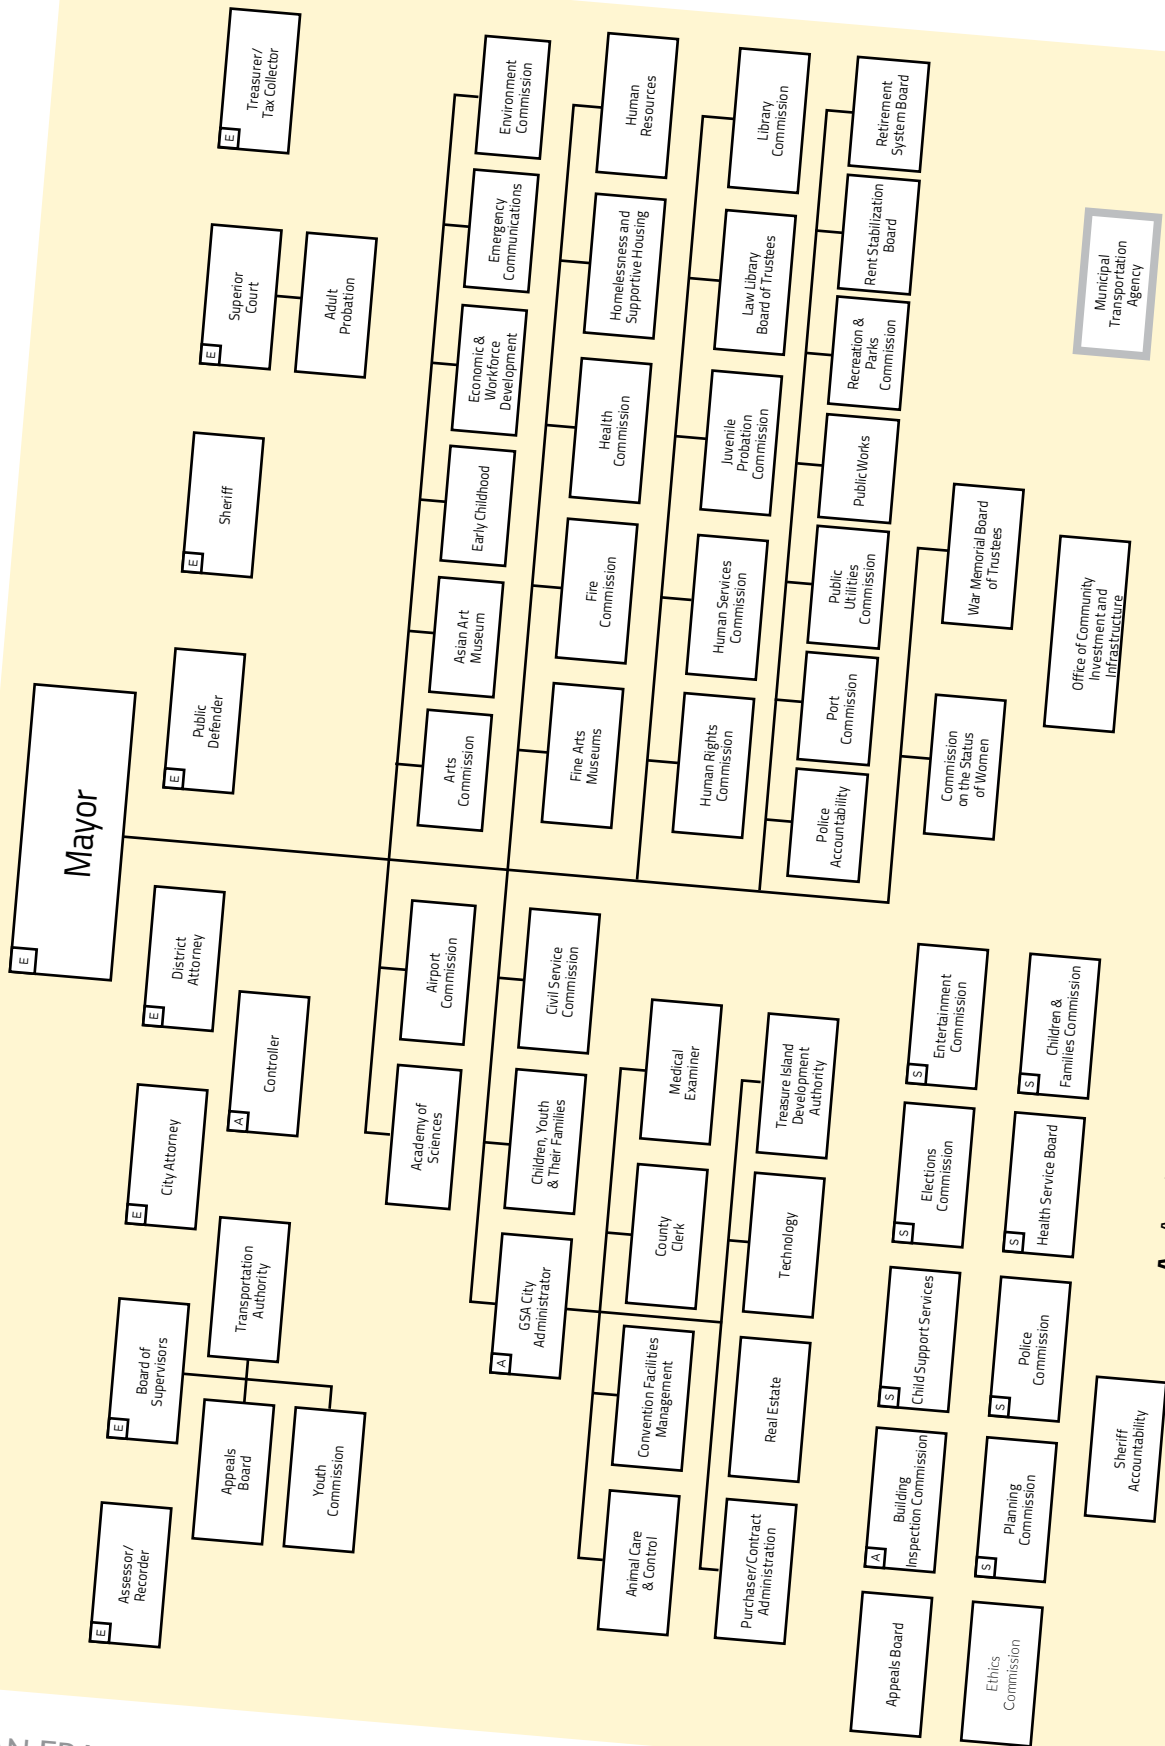 E
Mayor
E
Assessor/
Recorder
E
Board of
Supervisors
E
City Attorney
E
District
Attorney
E
Public
Defender
E
Sheriff
E
Superior
Court
E
Treasurer/
Tax Collector
Appeals
Board
Transportation
Authority
A
Controller
Adult
Probation
Youth
Commission
Academy of
Sciences
Airport
Commission
Arts
Commission
Asian Art
Museum
Early Childhood
Economic &
Workforce
Development
Emergency
Communications
Environment
Commission
A
GSA City
Administrator
Children, Youth
& Their Families
Civil Service
Commission
Fine Arts
Museums
Fire
Commission
Health
Commission
Homelessness and
Supportive Housing
Human
Resources
Animal Care
& Control
Convention Facilities
Management
County
Clerk
Medical
Examiner
Human Rights
Commission
Human Services
Commission
Juvenile
Probation
Commission
Law Library
Board of Trustees
Library
Commission
Purchaser/Contract
Administration
Real Estate
Technology
Treasure Island
Development
Authority
Police
Accountability
Port
Commission
Public
Utilities
Commission
Public Works
Recreation &
Parks
Commission
Rent Stabilization
Board
Retirement
System Board
Appeals Board
A
Building
Inspection Commission
S
Child Support Services
S
Elections
Commission
S
Entertainment
Commission
Commission
on the Status
of Women
War Memorial Board
of Trustees
Ethics
Commission
S
Planning
Commission
S
Police
Commission
S
Health Service Board
S
Children &
Families Commission
Office of Community
Investment and
Infrastructure
Municipal
Transportation
Agency
Sheriff
Accountability